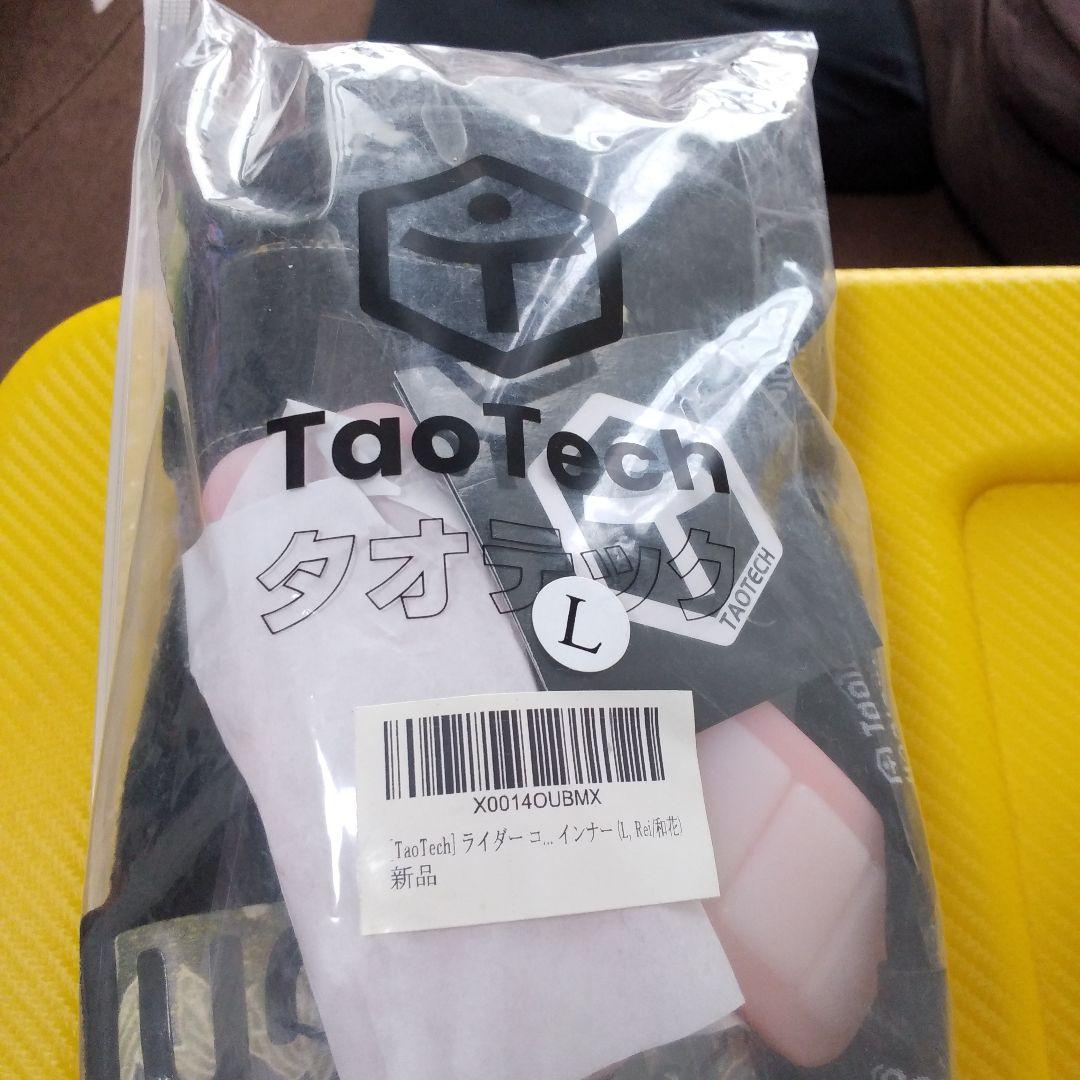 TaoTech
タオテック
TAOTECH
L
X0014OUBMX
[TaoTech] ライダー コ... インナー (L, Rei/和花)
新品